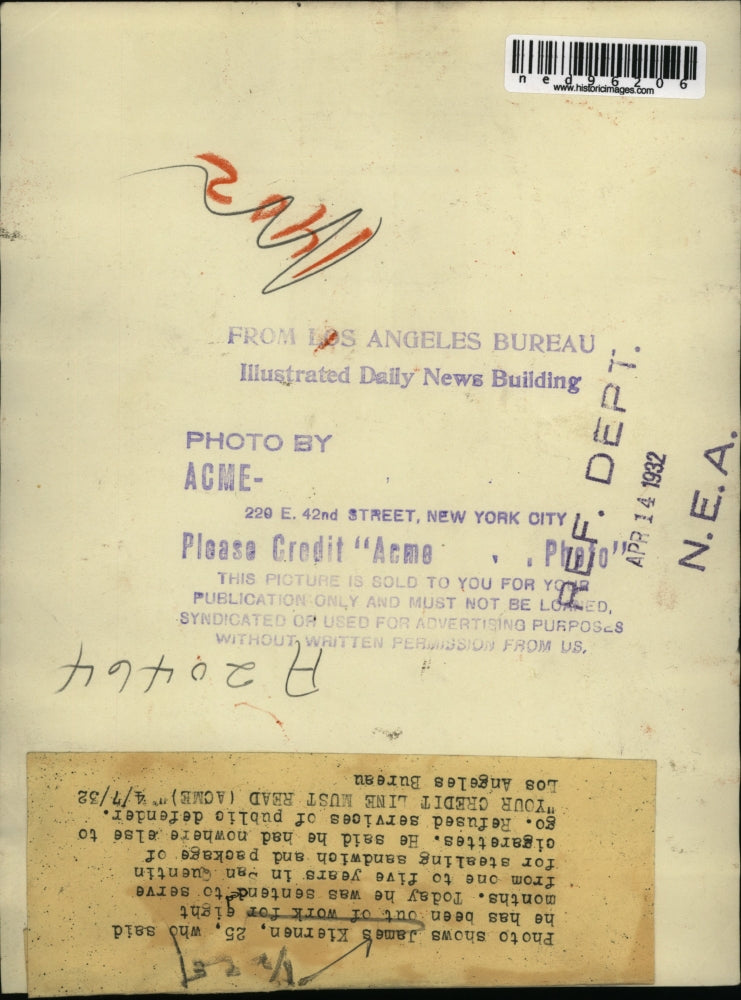 ned96206
www.historicimages.com
FROM LOS ANGELES BUREAU
Illustrated Daily News Building
PHOTO BY
ACME-
220 E. 42nd STREET, NEW YORK CITY
Please Credit "Acme Photo"
THIS PICTURE IS SOLD TO YOU FOR YOUR
PUBLICATION ONLY AND MUST NOT BE LOANED,
SYNDICATED OR USED FOR ADVERTISING PURPOSES
WITHOUT WRITTEN PERMISSION FROM US.
REF. DEPT.
APR 14 1932
N.E.A.
A20464
Photo shows James Kiernen, 25, who said
he has been out of work for eight
months. Today he was sentended to serve
from one to five years in San Quentin
for stealing sandwich and package of
cigarettes. He said he had nowhere else to
go. Refused services of public defender.
"YOUR CREDIT LINE MUST READ (ACME)" 4/7/32
Los Angeles Bureau